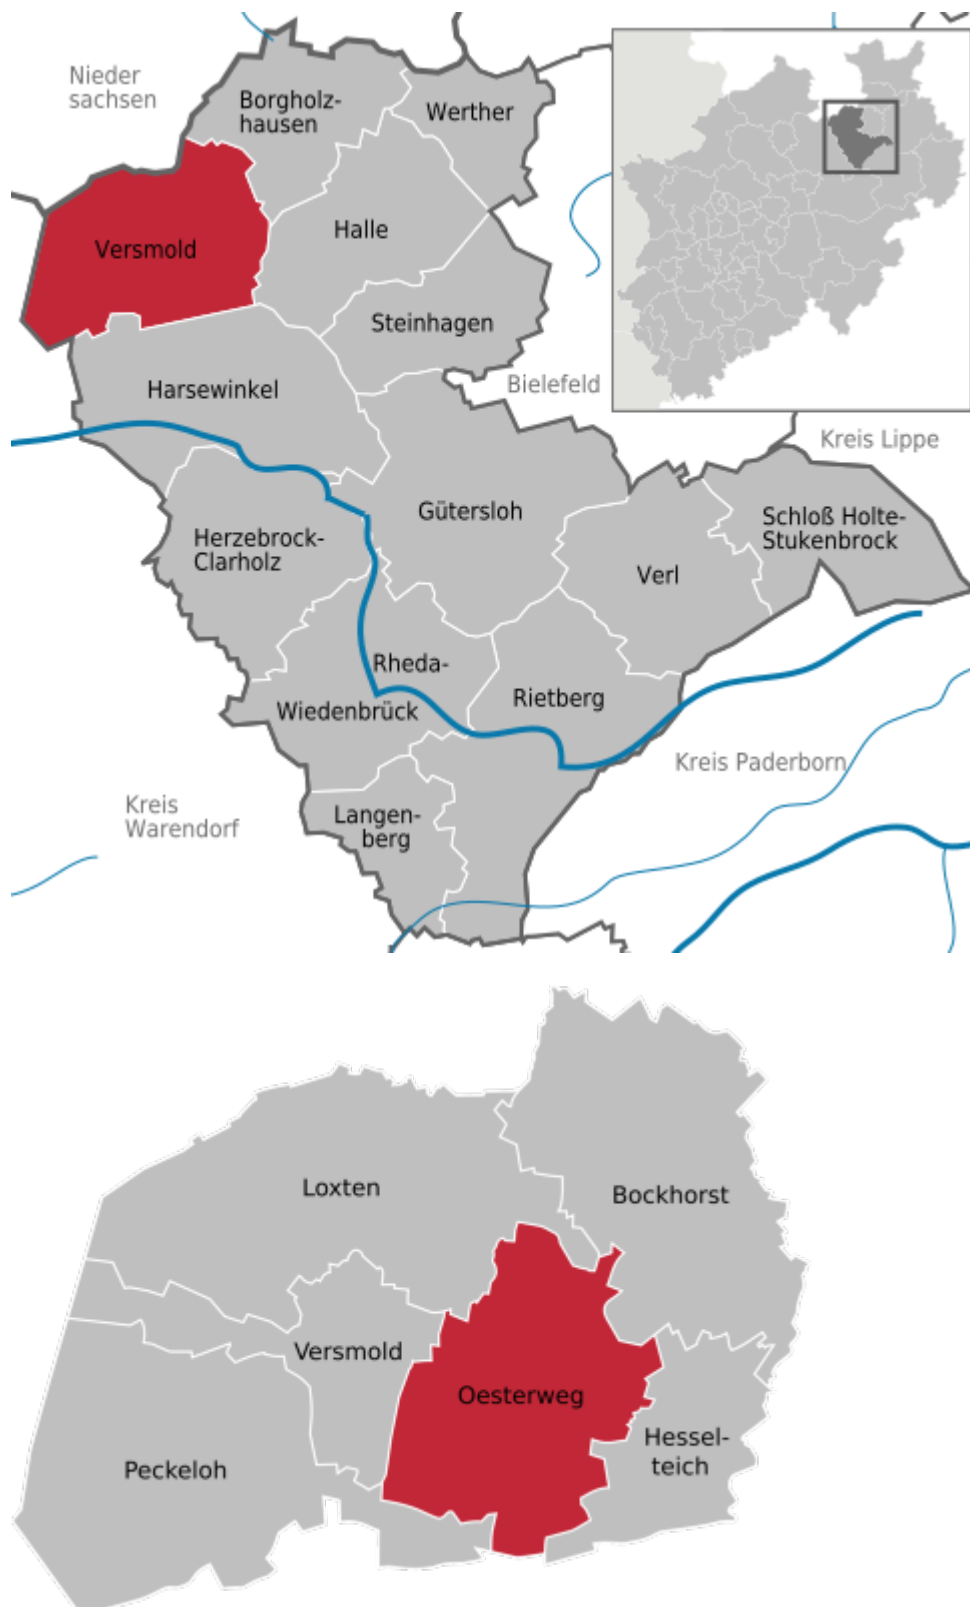 Nieder
sachsen
Borgholz-
hausen
Werther
Halle
Versmold
Steinhagen
Harsewinkel
Bielefeld
Kreis Lippe
Gütersloh
Schloß Holte-
Stukenbrock
Herzebrock-
Clarholz
Verl
Rheda-
Wiedenbrück
Rietberg
Kreis Paderborn
Kreis
Warendorf
Langen-
berg
Loxten
Bockhorst
Versmold
Oesterweg
Hessel-
teich
Peckeloh